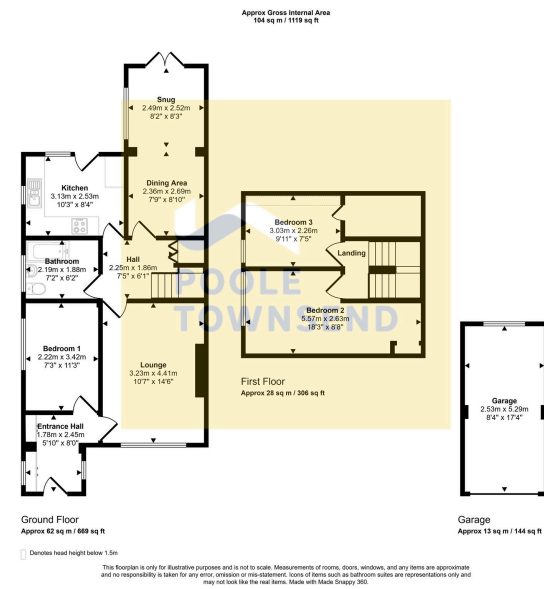 Approx Gross Internal Area
104 sq m / 1119 sq ft
Snug
2.49m x 2.52m
8'2" x 8'3"
Dining Area
2.36m x 2.69m
7'9" x 8'10"
Kitchen
3.13m x 2.53m
10'3" x 8'4"
Bathroom
2.19m x 1.88m
7'2" x 6'2"
Hall
2.25m x 1.86m
7'5" x 6'1"
Bedroom 1
2.22m x 3.42m
7'3" x 11'3"
Lounge
3.23m x 4.41m
10'7" x 14'6"
Entrance Hall
1.78m x 2.45m
5'10" x 8'0"
Ground Floor
Approx 62 sq m / 669 sq ft
Bedroom 3
3.03m x 2.26m
9'11" x 7'5"
Landing
Bedroom 2
5.57m x 2.63m
18'3" x 8'8"
First Floor
Approx 28 sq m / 306 sq ft
POOLE
TOWNSEND
Garage
2.53m x 5.29m
8'4" x 17'4"
Garage
Approx 13 sq m / 144 sq ft
Denotes head height below 1.5m
This floorplan is only for illustrative purposes and is not to scale. Measurements of rooms, doors, windows, and any items are approximate
and no responsibility is taken for any error, omission or mis-statement. Icons of items such as bathroom suites are representations only and
may not look like the real items. Made with Made Snappy 360.